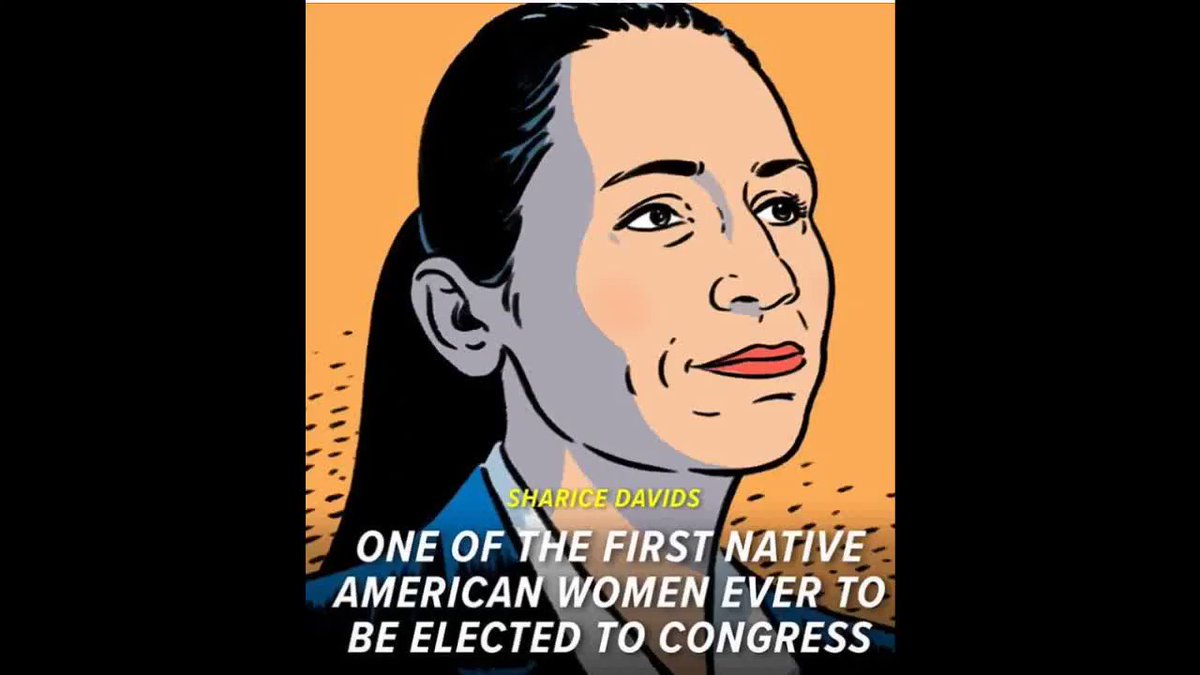 SHARICE DAVIDS
ONE OF THE FIRST NATIVE
AMERICAN WOMEN EVER TO
BE ELECTED TO CONGRESS